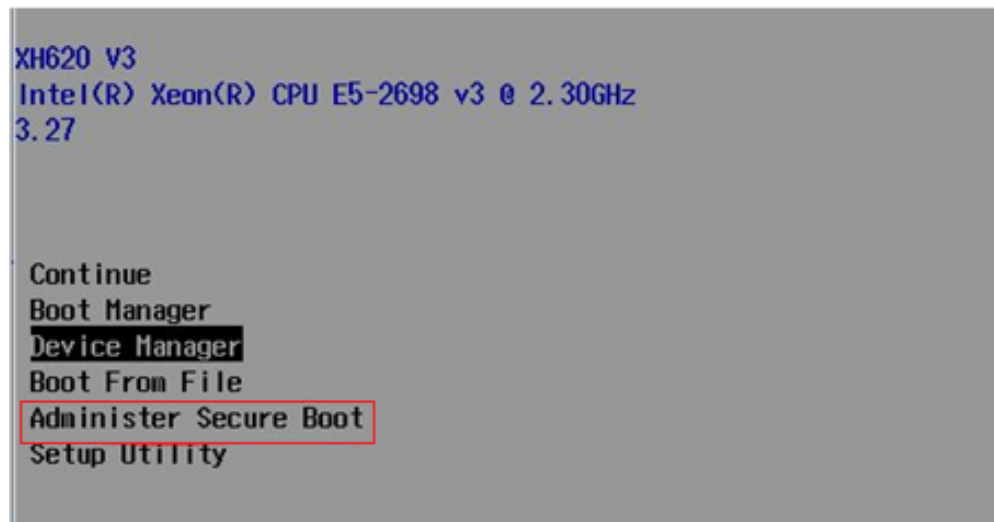 XH620 V3
Intel(R) Xeon(R) CPU E5-2698 v3 @ 2.30GHz
3.27
Continue
Boot Manager
Device Manager
Boot From File
Administer Secure Boot
Setup Utility